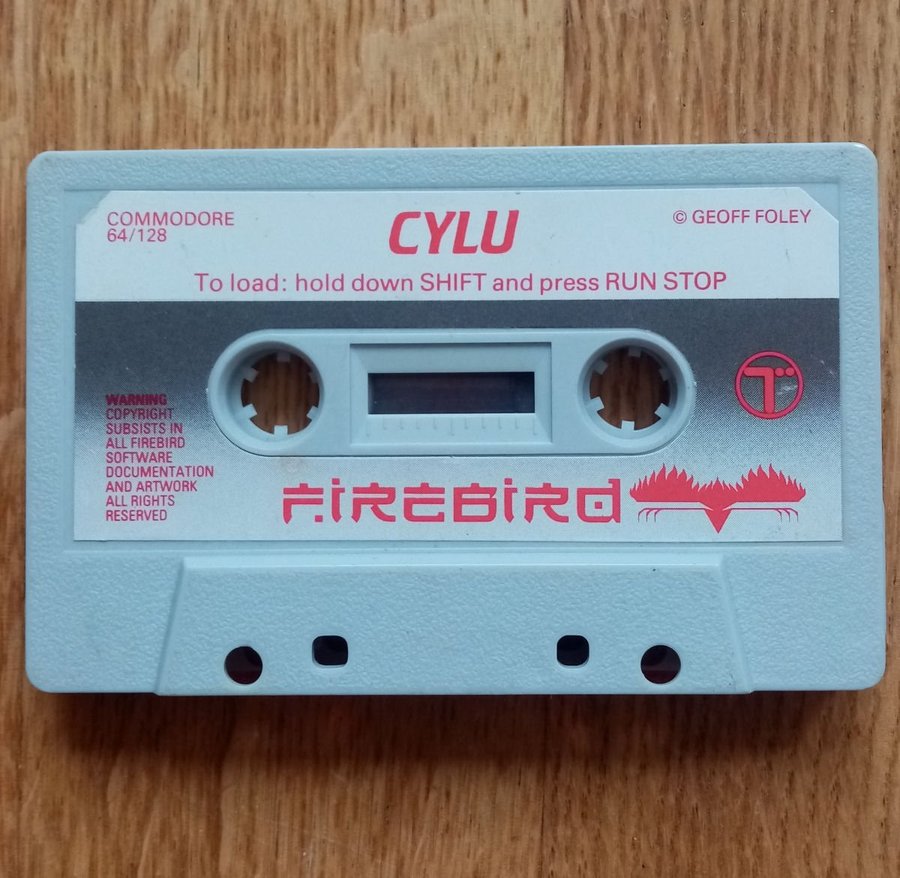 COMMODORE
64/128
CYLU
© GEOFF FOLEY
To load: hold down SHIFT and press RUN STOP
WARNING
COPYRIGHT
SUBSISTS IN
ALL FIREBIRD
SOFTWARE
DOCUMENTATION
AND ARTWORK
ALL RIGHTS
RESERVED
T
FIREBIRD